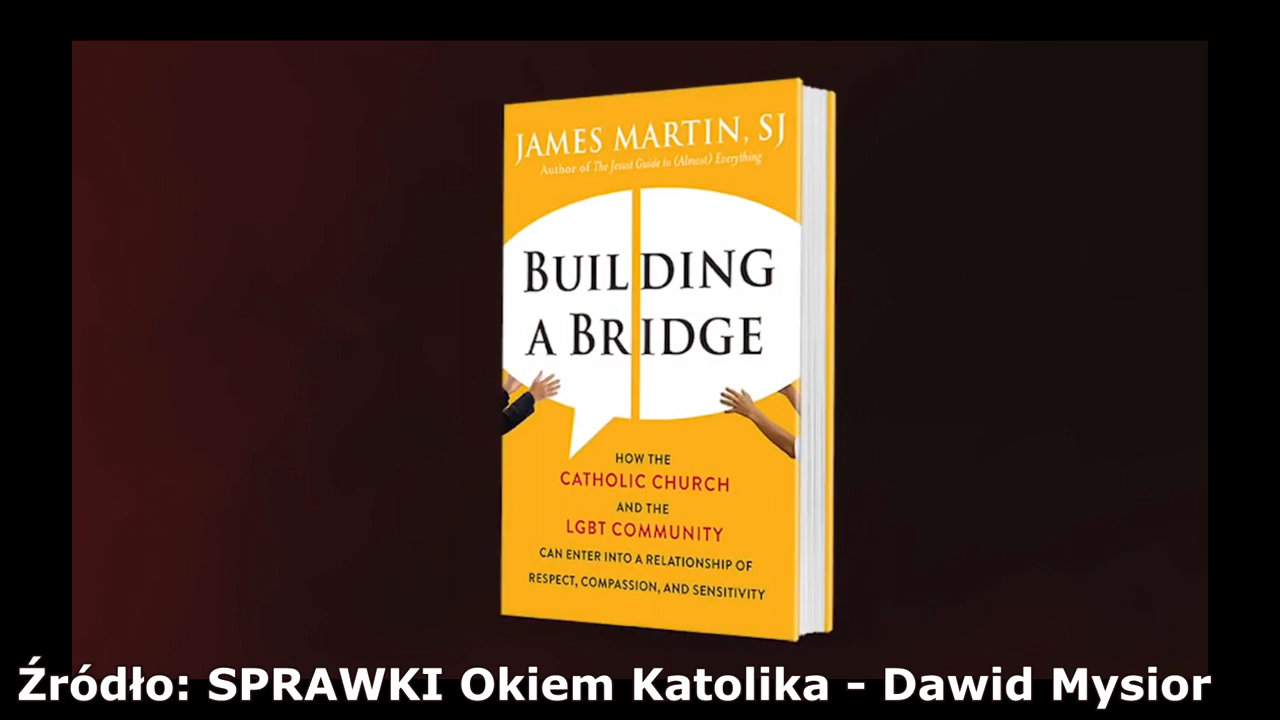 JAMES MARTIN, SJ
Author of The Jesuit Guide to (Almost) Everything
BUILDING
A BRIDGE
HOW THE
CATHOLIC CHURCH
AND THE
LGBT COMMUNITY
CAN ENTER INTO A RELATIONSHIP OF
RESPECT, COMPASSION, AND SENSITIVITY
Źródło: SPRAWKI Okiem Katolika - Dawid Mysior